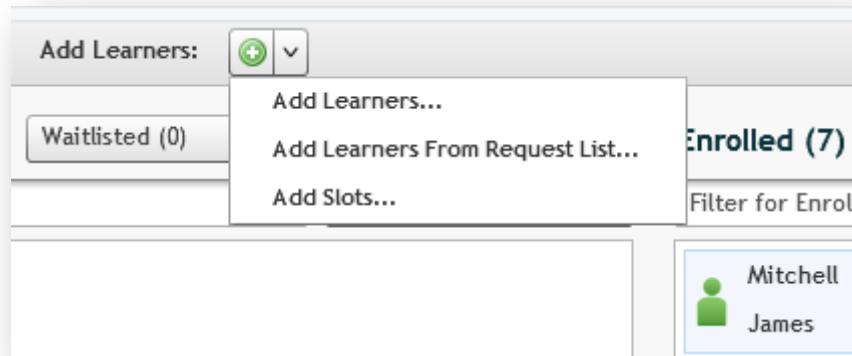 Add Learners:
Add Learners...
Waitlisted (0)
Add Learners From Request List...
Enrolled (7)
Add Slots...
Filter for Enrol
Mitchell
James